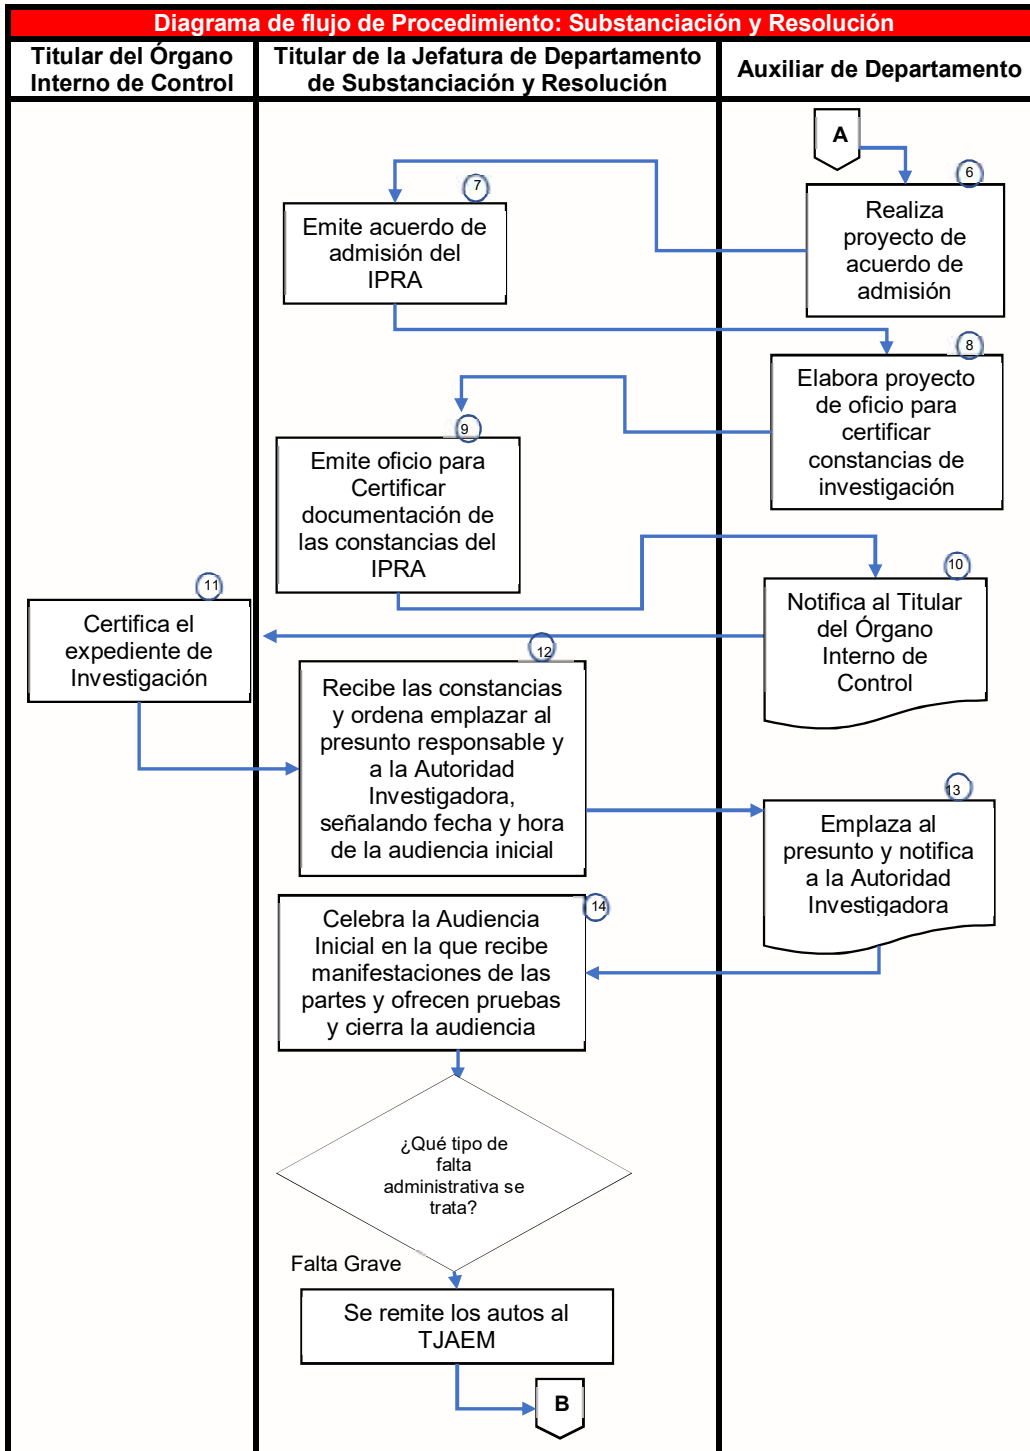 Diagrama de flujo de Procedimiento: Substanciación y Resolución
Titular del Órgano
Interno de Control
Titular de la Jefatura de Departamento
de Substanciación y Resolución
Auxiliar de Departamento
A
6
Realiza
proyecto de
acuerdo de
admisión
7
Emite acuerdo de
admisión del
IPRA
8
Elabora proyecto
de oficio para
certificar
constancias de
investigación
9
Emite oficio para
Certificar
documentación de
las constancias del
IPRA
10
Notifica al Titular
del Órgano
Interno de
Control
11
Certifica el
expediente de
Investigación
12
Recibe las constancias
y ordena emplazar al
presunto responsable y
a la Autoridad
Investigadora,
señalando fecha y hora
de la audiencia inicial
13
Emplaza al
presunto y notifica
a la Autoridad
Investigadora
14
Celebra la Audiencia
Inicial en la que recibe
manifestaciones de las
partes y ofrecen pruebas
y cierra la audiencia
¿Qué tipo de
falta
administrativa se
trata?
Falta Grave
Se remite los autos al
TJAEM
B